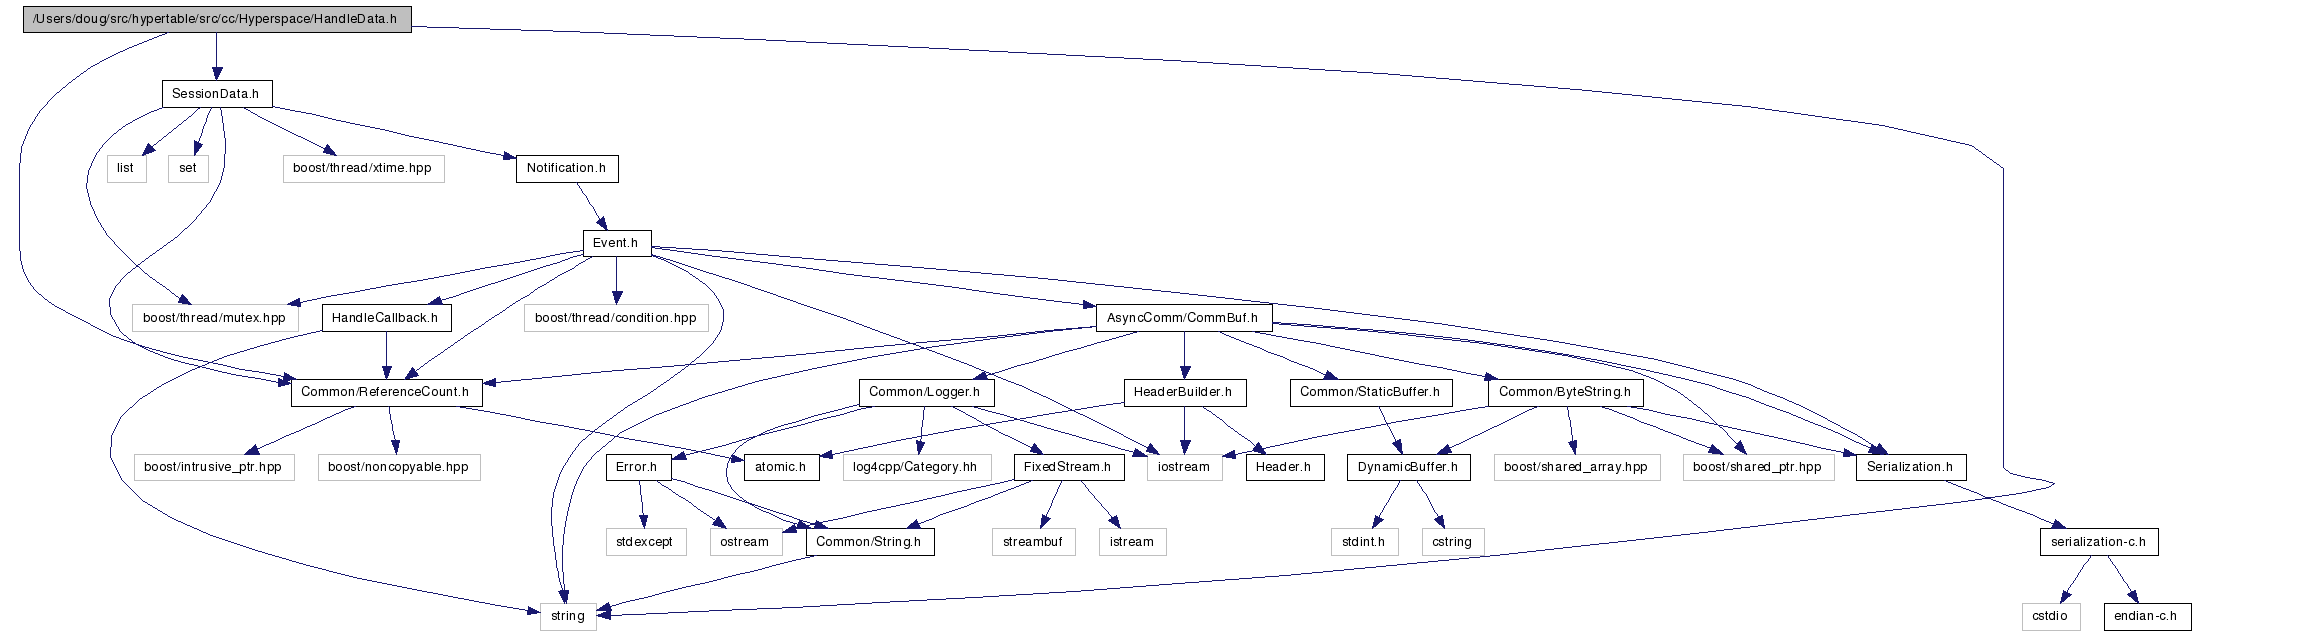 /Users/doug/src/hypertable/src/cc/Hyperspace/HandleData.h
SessionData.h
list
set
boost/thread/xtime.hpp
Notification.h
Event.h
boost/thread/mutex.hpp
HandleCallback.h
boost/thread/condition.hpp
AsyncComm/CommBuf.h
Common/ReferenceCount.h
Common/Logger.h
HeaderBuilder.h
Common/StaticBuffer.h
Common/ByteString.h
boost/intrusive_ptr.hpp
boost/noncopyable.hpp
Error.h
atomic.h
log4cpp/Category.hh
FixedStream.h
iostream
Header.h
DynamicBuffer.h
boost/shared_array.hpp
boost/shared_ptr.hpp
Serialization.h
stdexcept
ostream
Common/String.h
streambuf
istream
stdint.h
cstring
serialization-c.h
string
cstdio
endian-c.h